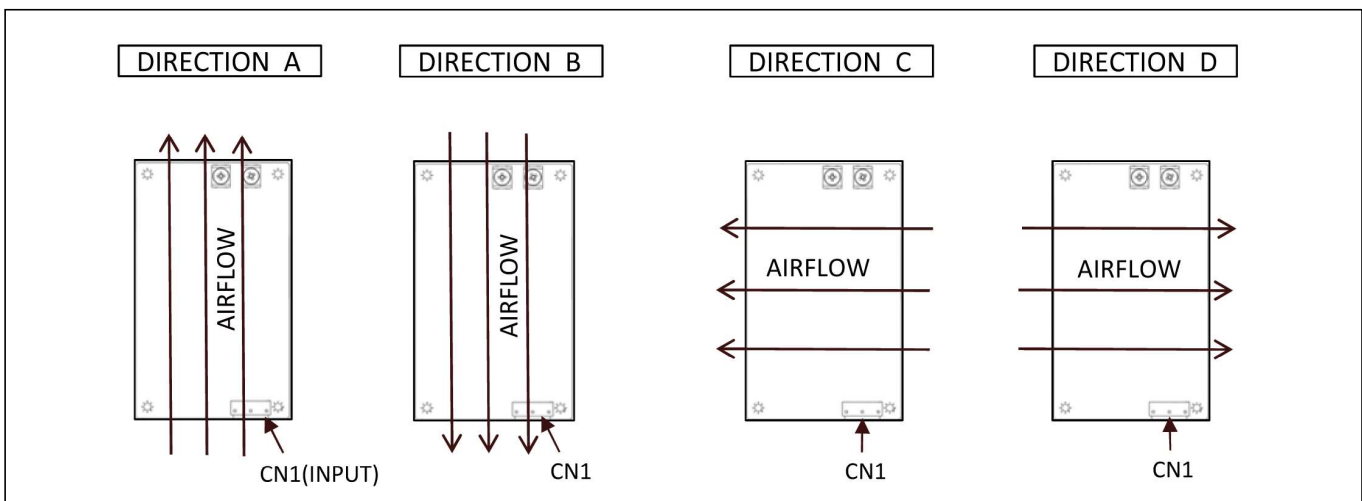 DIRECTION A
DIRECTION B
DIRECTION C
DIRECTION D
AIRFLOW
AIRFLOW
AIRFLOW
AIRFLOW
CN1(INPUT)
CN1
CN1
CN1